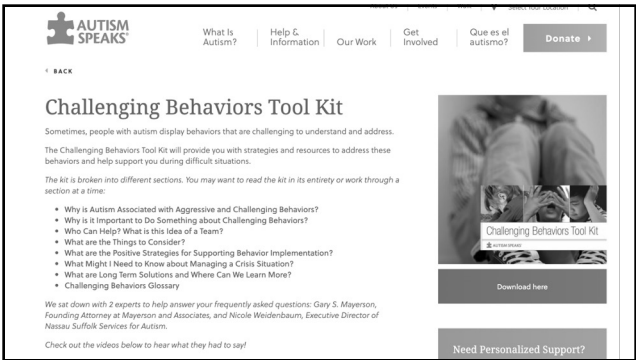 AUTISM
SPEAKS
What Is
Autism?
Help &
Information
Our Work
Get
Involved
Que es el
autismo?
Donate
BACK
Challenging Behaviors Tool Kit
Sometimes, people with autism display behaviors that are challenging to understand and address.
The Challenging Behaviors Tool Kit will provide you with strategies and resources to address these
behaviors and help support you during difficult situations.
The kit is broken into different sections. You may want to read the kit in its entirety or work through a
section at a time:
• Why is Autism Associated with Aggressive and Challenging Behaviors?
• Why is it Important to Do Something about Challenging Behaviors?
• Who Can Help? What is this Idea of a Team?
• What are the Things to Consider?
• What are the Positive Strategies for Supporting Behavior Implementation?
• What Might I Need to Know about Managing a Crisis Situation?
• What are Long Term Solutions and Where Can We Learn More?
• Challenging Behaviors Glossary
We sat down with 2 experts to help answer your frequently asked questions: Gary S. Mayerson,
Founding Attorney at Mayerson and Associates, and Nicole Weidenbaum, Executive Director of
Nassau Suffolk Services for Autism.
Check out the videos below to hear what they had to say!
Challenging Behaviors Tool Kit
AUTISM SPEAKS
Download here
Need Personalized Support?